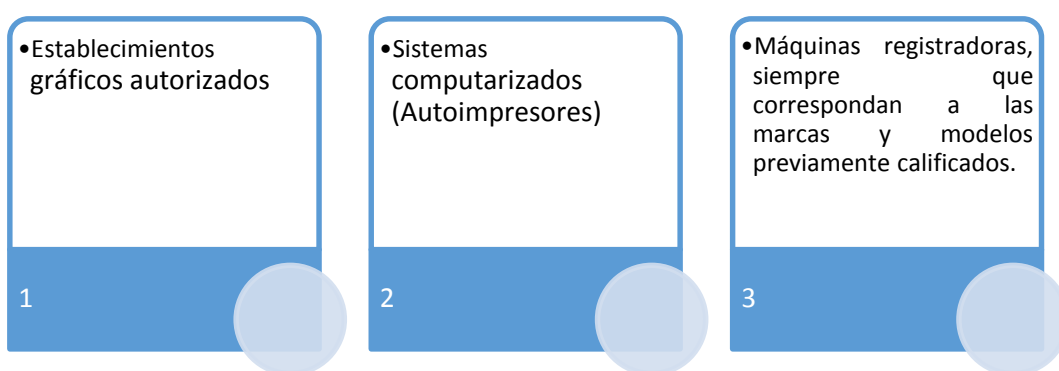 •Establecimientos
gráficos autorizados
1
•Sistemas
computarizados
(Autoimpresores)
2
•Máquinas registradoras,
siempre que
correspondan a las
marcas y modelos
previamente calificados.
3